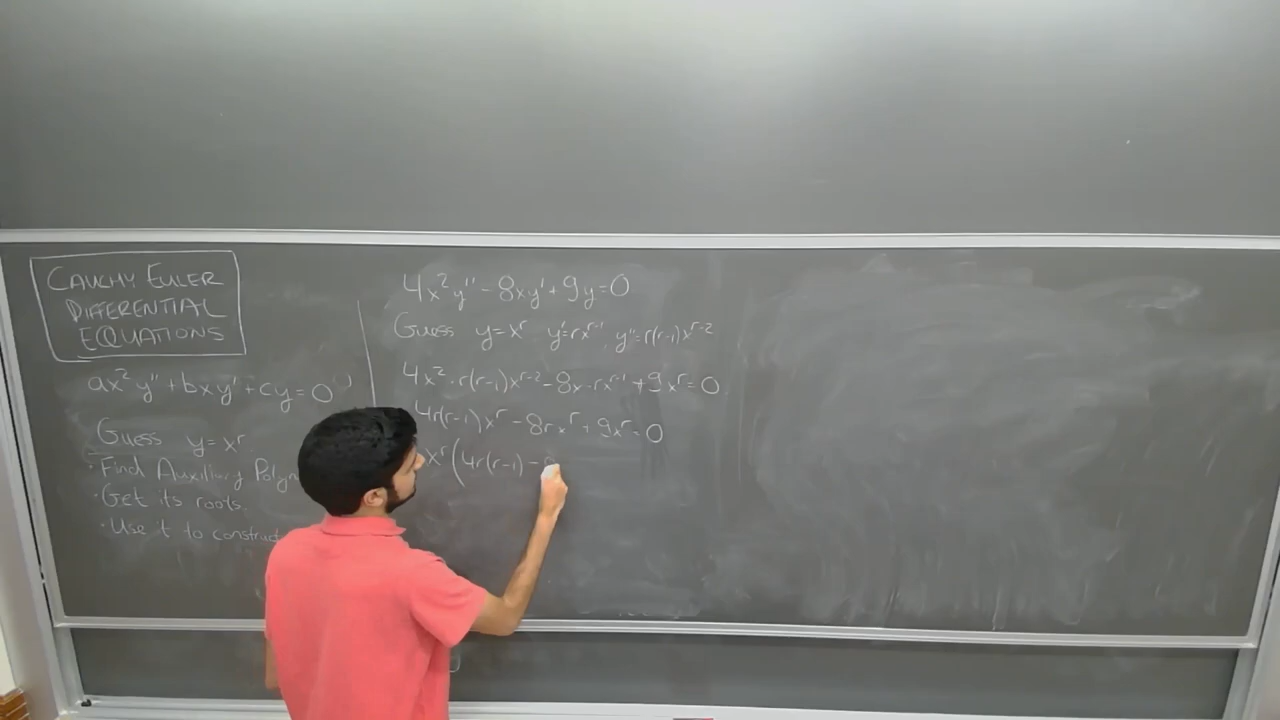 CAUCHY EULER
DIFFERENTIAL
EQUATIONS
ax²y'' + bxy' + cy = 0
Guess y = xʳ
· Find Auxiliary Polyn
· Get its roots.
· Use it to construct
4x²y'' - 8xy' + 9y = 0
Guess y = xʳ y' = rxʳ⁻¹, y'' = r(r-1)xʳ⁻²
4x² · r(r-1)xʳ⁻² - 8x · rxʳ⁻¹ + 9xʳ = 0
4r(r-1)xʳ - 8rxʳ + 9xʳ = 0
xʳ (4r(r-1) -